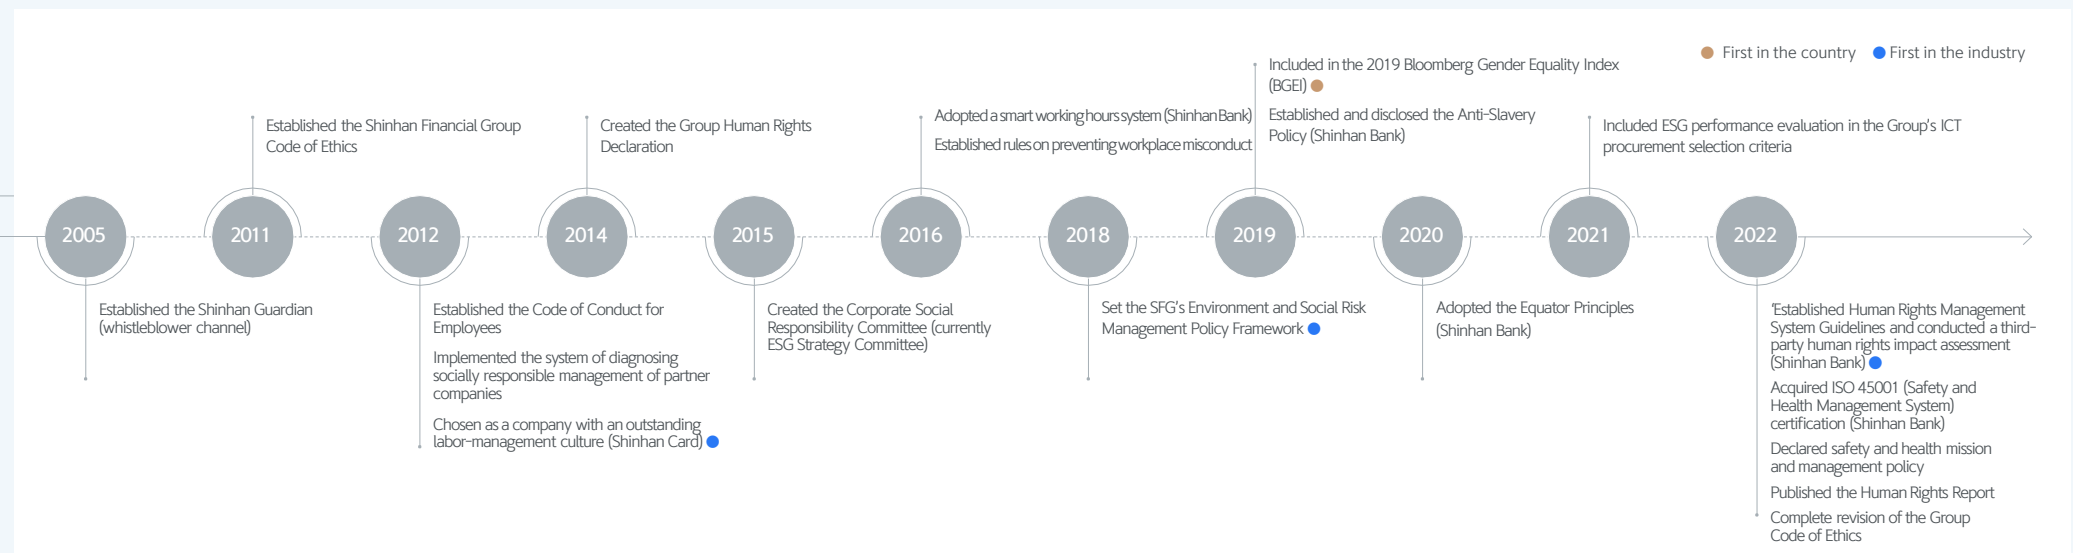 First in the country
First in the industry
2005
Established the Shinhan Guardian
(whistleblower channel)
2011
Established the Shinhan Financial Group
Code of Ethics
2012
Established the Code of Conduct for
Employees
Implemented the system of diagnosing
socially responsible management of partner
companies
Chosen as a company with an outstanding
labor-management culture (Shinhan Card)
2014
Created the Group Human Rights
Declaration
2015
Created the Corporate Social
Responsibility Committee (currently
ESG Strategy Committee)
2016
Adopted a smart working hours system (Shinhan Bank)
Established rules on preventing workplace misconduct
2018
Set the SFG's Environment and Social Risk
Management Policy Framework
2019
Included in the 2019 Bloomberg Gender Equality Index
(BGEI)
Established and disclosed the Anti-Slavery
Policy (Shinhan Bank)
2020
Adopted the Equator Principles
(Shinhan Bank)
2021
Included ESG performance evaluation in the Group's ICT
procurement selection criteria
2022
'Established Human Rights Management
System Guidelines and conducted a third-
party human rights impact assessment
(Shinhan Bank)
Acquired ISO 45001 (Safety and
Health Management System)
certification (Shinhan Bank)
Declared safety and health mission
and management policy
Published the Human Rights Report
Complete revision of the Group
Code of Ethics